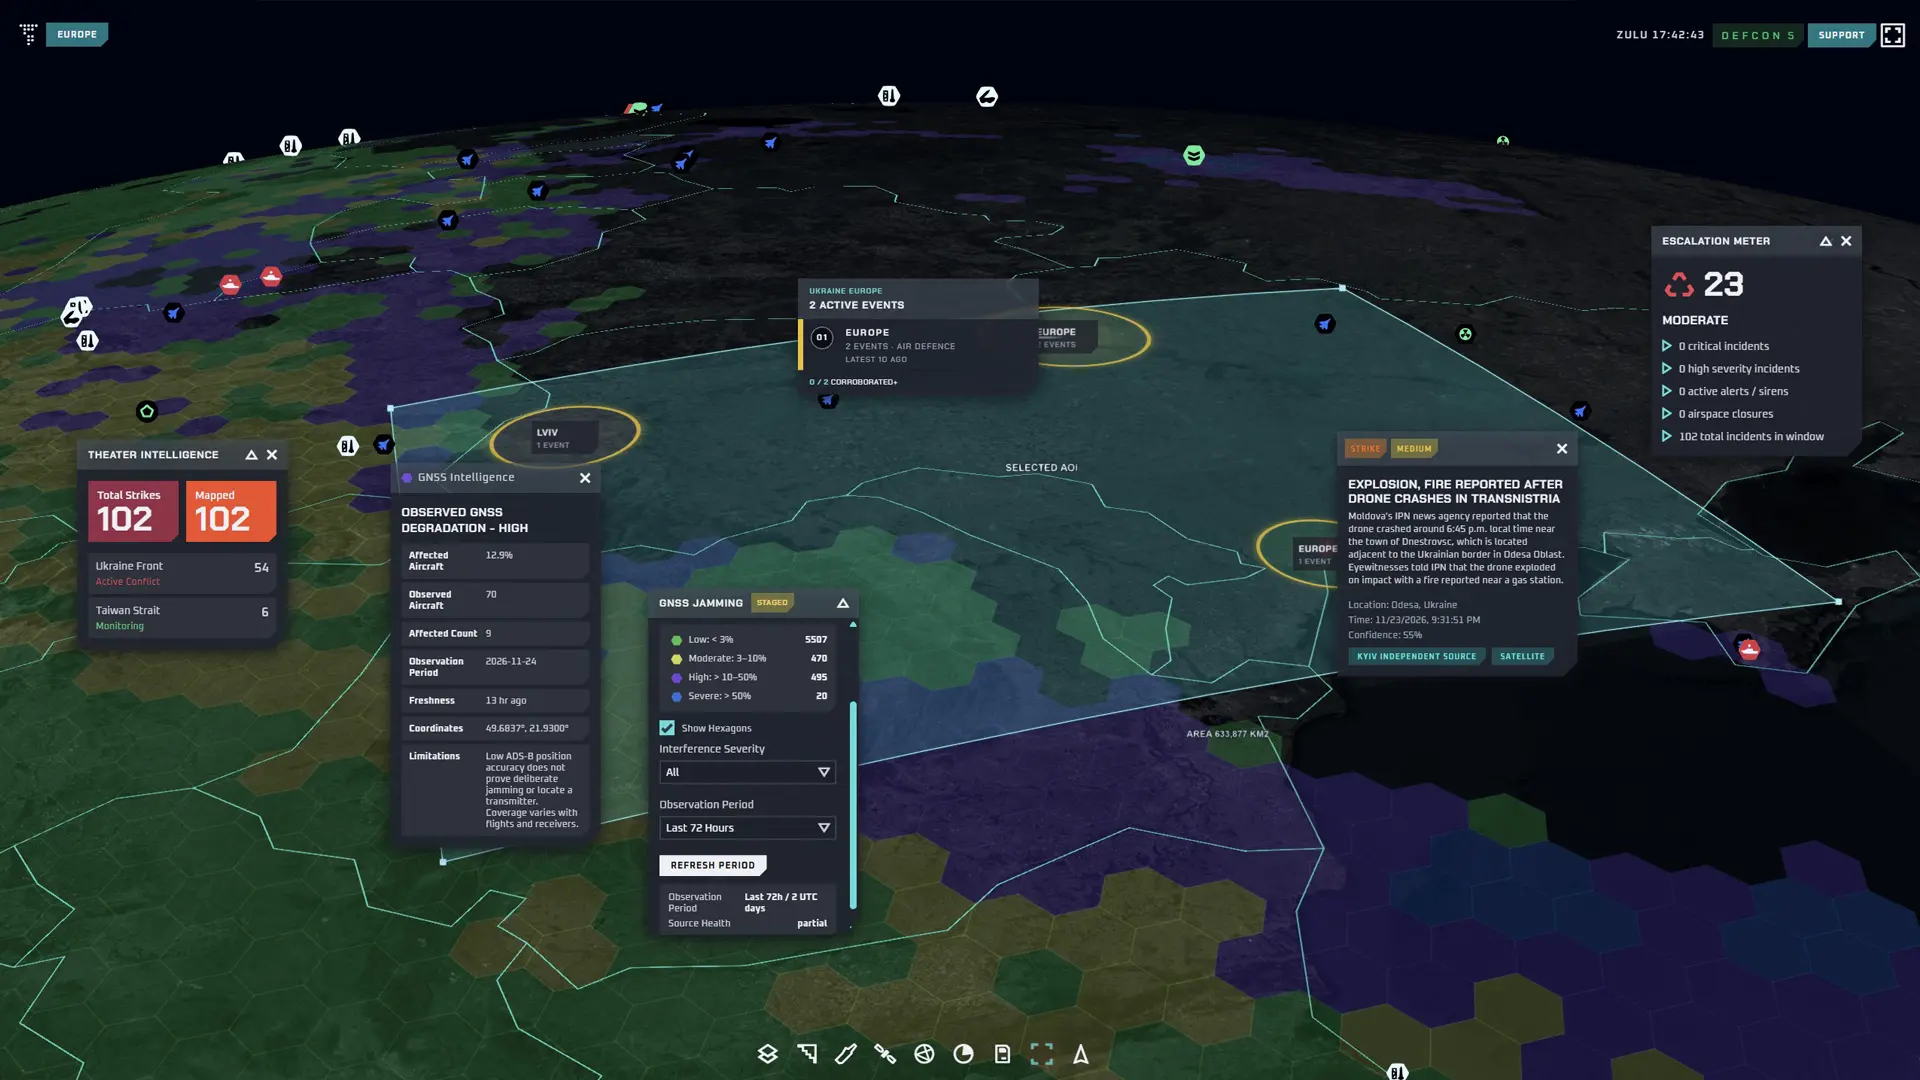 EUROPE
ZULU 17:42:43
DEFCON 5
SUPPORT
ESCALATION METER
23
MODERATE
0 critical incidents
0 high severity incidents
0 active alerts / sirens
0 airspace closures
102 total incidents in window
UKRAINE EUROPE
2 ACTIVE EVENTS
01
EUROPE
2 EVENTS · AIR DEFENCE
LATEST 1D AGO
0 / 2 CORROBORATED+
EUROPE
2 EVENTS
LVIV
1 EVENT
SELECTED AOI
THEATER INTELLIGENCE
Total Strikes
102
Mapped
102
Ukraine Front
54
Active Conflict
Taiwan Strait
6
Monitoring
GNSS Intelligence
OBSERVED GNSS
DEGRADATION - HIGH
Affected
Aircraft
12.9%
Observed
Aircraft
70
Affected Count
9
Observation
Period
2026-11-24
Freshness
13 hr ago
Coordinates
49.6837°, 21.9300°
Limitations
Low ADS-B position
accuracy does not
prove deliberate
jamming or locate a
transmitter.
Coverage varies with
flights and receivers.
GNSS JAMMING
STAGED
Low: < 3%
5507
Moderate: 3–10%
470
High: > 10–50%
495
Severe: > 50%
20
Show Hexagons
Interference Severity
All
Observation Period
Last 72 Hours
REFRESH PERIOD
Observation
Period
Last 72h / 2 UTC
days
Source Health
partial
EUROPE
1 EVENT
STRIKE
MEDIUM
EXPLOSION, FIRE REPORTED AFTER
DRONE CRASHES IN TRANSNISTRIA
Moldova's IPN news agency reported that the
drone crashed around 6:45 p.m. local time near
the town of Dnestrovsc, which is located
adjacent to the Ukrainian border in Odesa Oblast.
Eyewitnesses told IPN that the drone exploded
on impact with a fire reported near a gas station.
Location: Odesa, Ukraine
Time: 11/23/2026, 9:31:51 PM
Confidence: 55%
KYIV INDEPENDENT SOURCE
SATELLITE
AREA 633,877 KM2